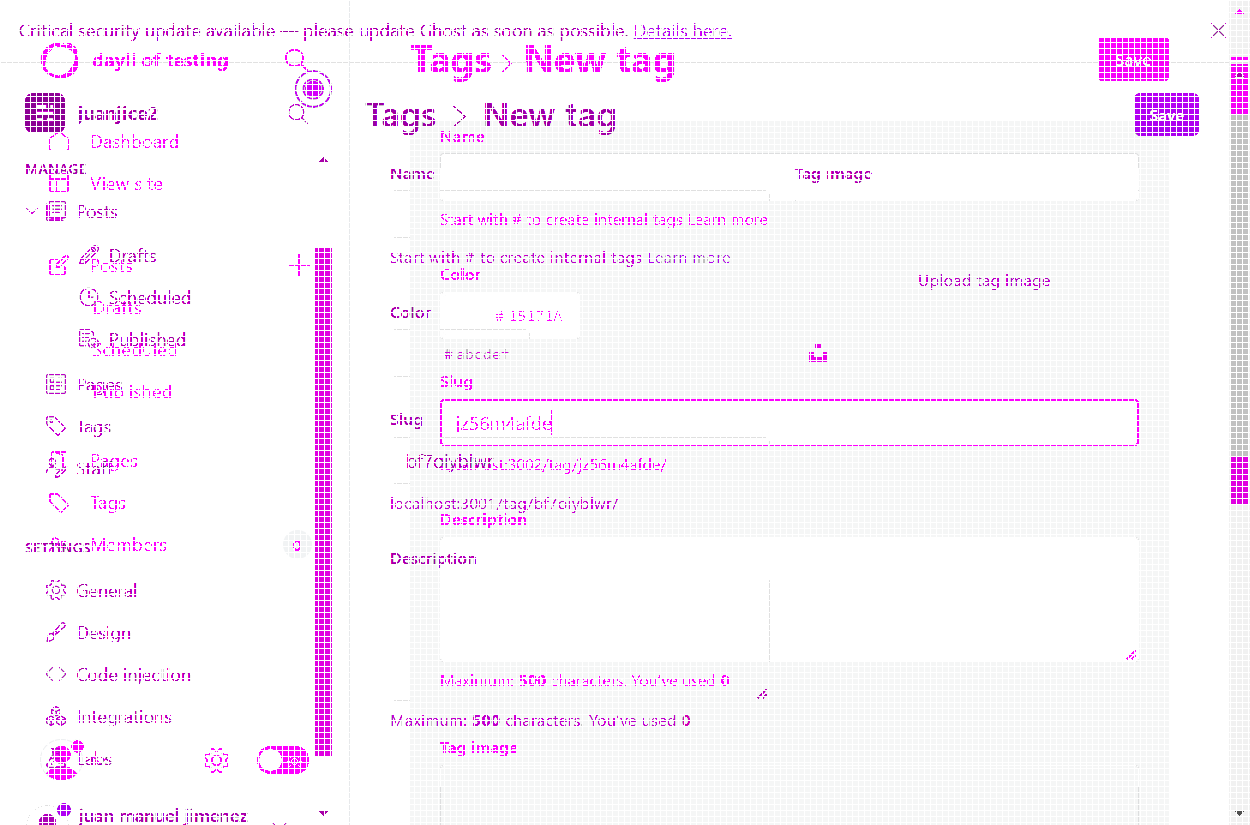 Critical security update available — please update Ghost as soon as possible. Details here.
dayli of testing
Tags › New tag
Save
juanjice2
Tags > New tag
Save
Dashboard
Name
MANAGE
View site
Name
Tag image
Posts
Start with # to create internal tags Learn more
Drafts
Posts
Start with # to create internal tags Learn more
Color
Upload tag image
Scheduled
Drafts
Color
# 15171A
Published
Scheduled
# abcdef
Pages
Published
Slug
Tags
Slug
jz56m4afde
Pages
Staff
bf7oiyblwr
localhost:3002/tag/jz56m4afde/
Tags
localhost:3001/tag/bf7oiyblwr/
Description
SETTINGS
Members
0
Description
General
Design
Code injection
Maximum: 500 characters. You've used 0
Integrations
Maximum: 500 characters. You've used 0
Tag image
Labs
juan manuel jimenez